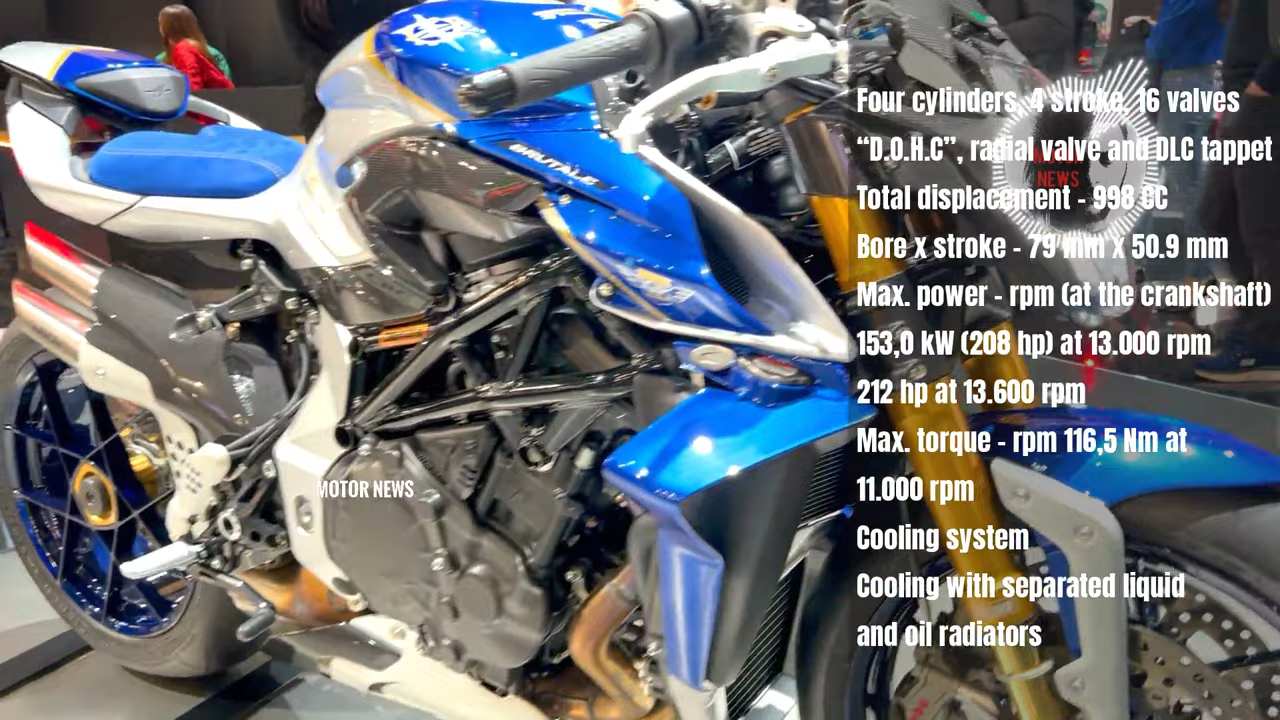 BRUTALE
Four cylinders, 4 stroke, 16 valves
“D.O.H.C”, radial valve and DLC tappet
MOTOR
NEWS
Total displacement - 998 CC
Bore x stroke - 79 mm x 50.9 mm
Max. power - rpm (at the crankshaft)
153,0 kW (208 hp) at 13.000 rpm
212 hp at 13.600 rpm
Max. torque - rpm 116,5 Nm at
11.000 rpm
Cooling system
Cooling with separated liquid
and oil radiators
MOTOR NEWS